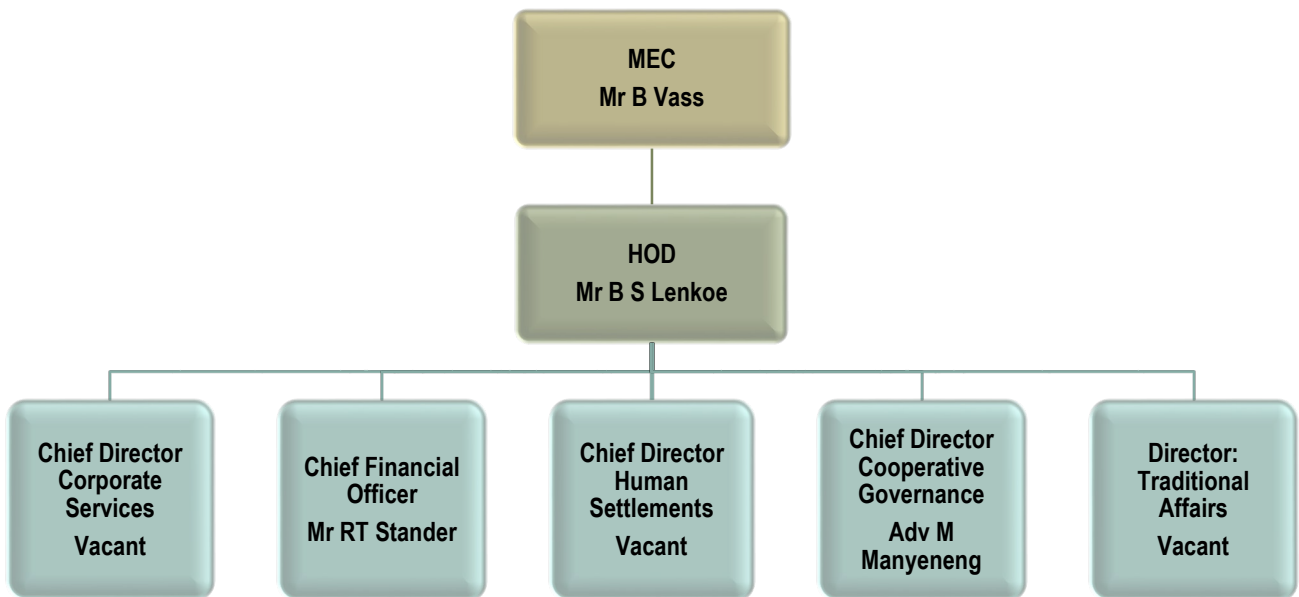 MEC
Mr B Vass
HOD
Mr B S Lenkoe
Chief Director
Corporate
Services
Vacant
Chief Financial
Officer
Mr RT Stander
Chief Director
Human
Settlements
Vacant
Chief Director
Cooperative
Governance
Adv M
Manyeneng
Director:
Traditional
Affairs
Vacant